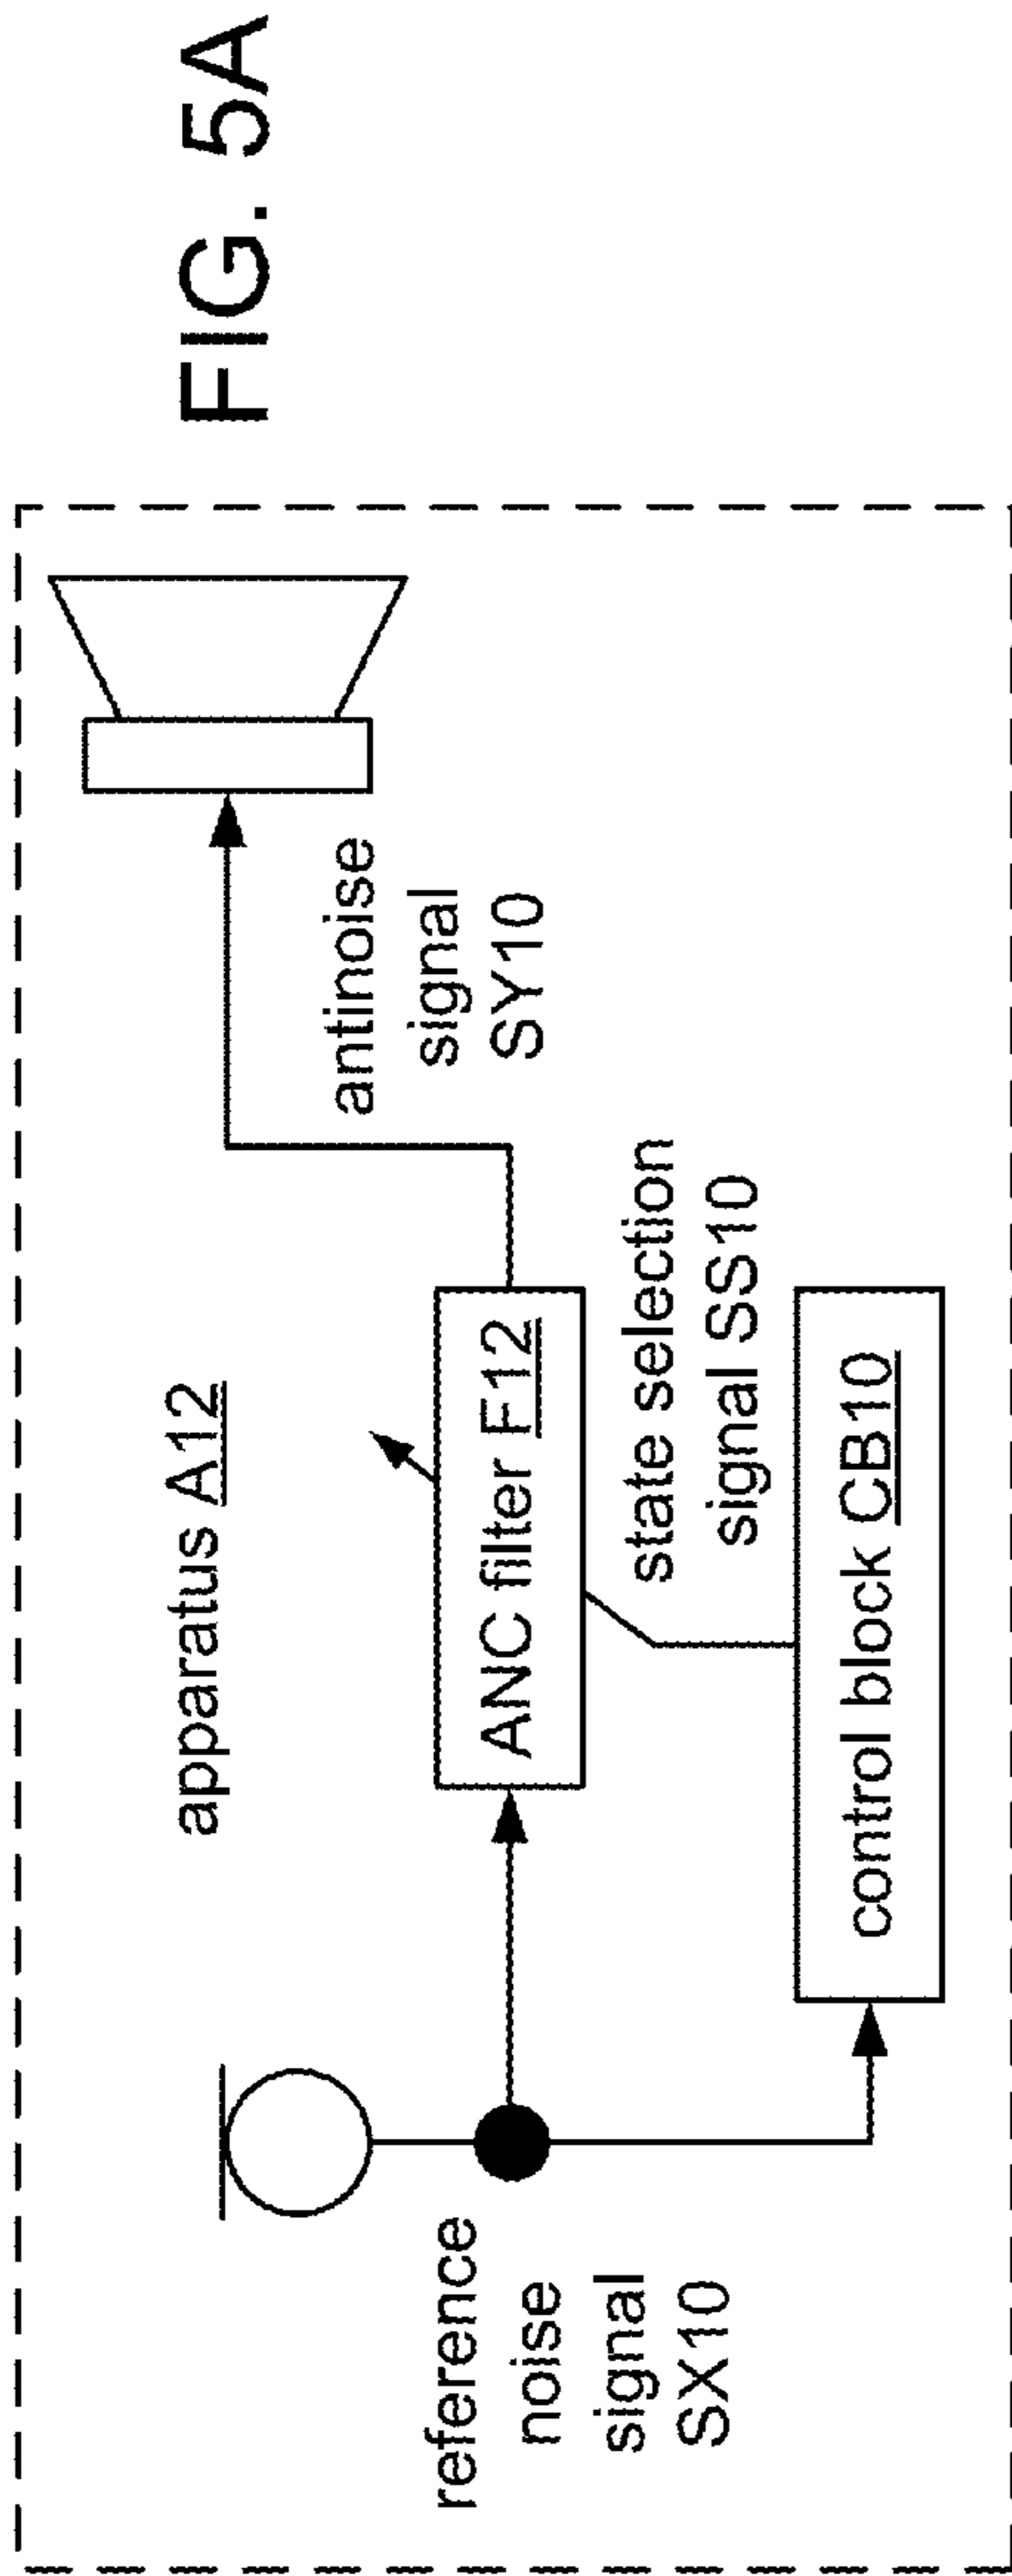 FIG. 5A
apparatus A12
reference
noise
signal
SX10
ANC filter F12
antinoise
signal
SY10
state selection
signal SS10
control block CB10